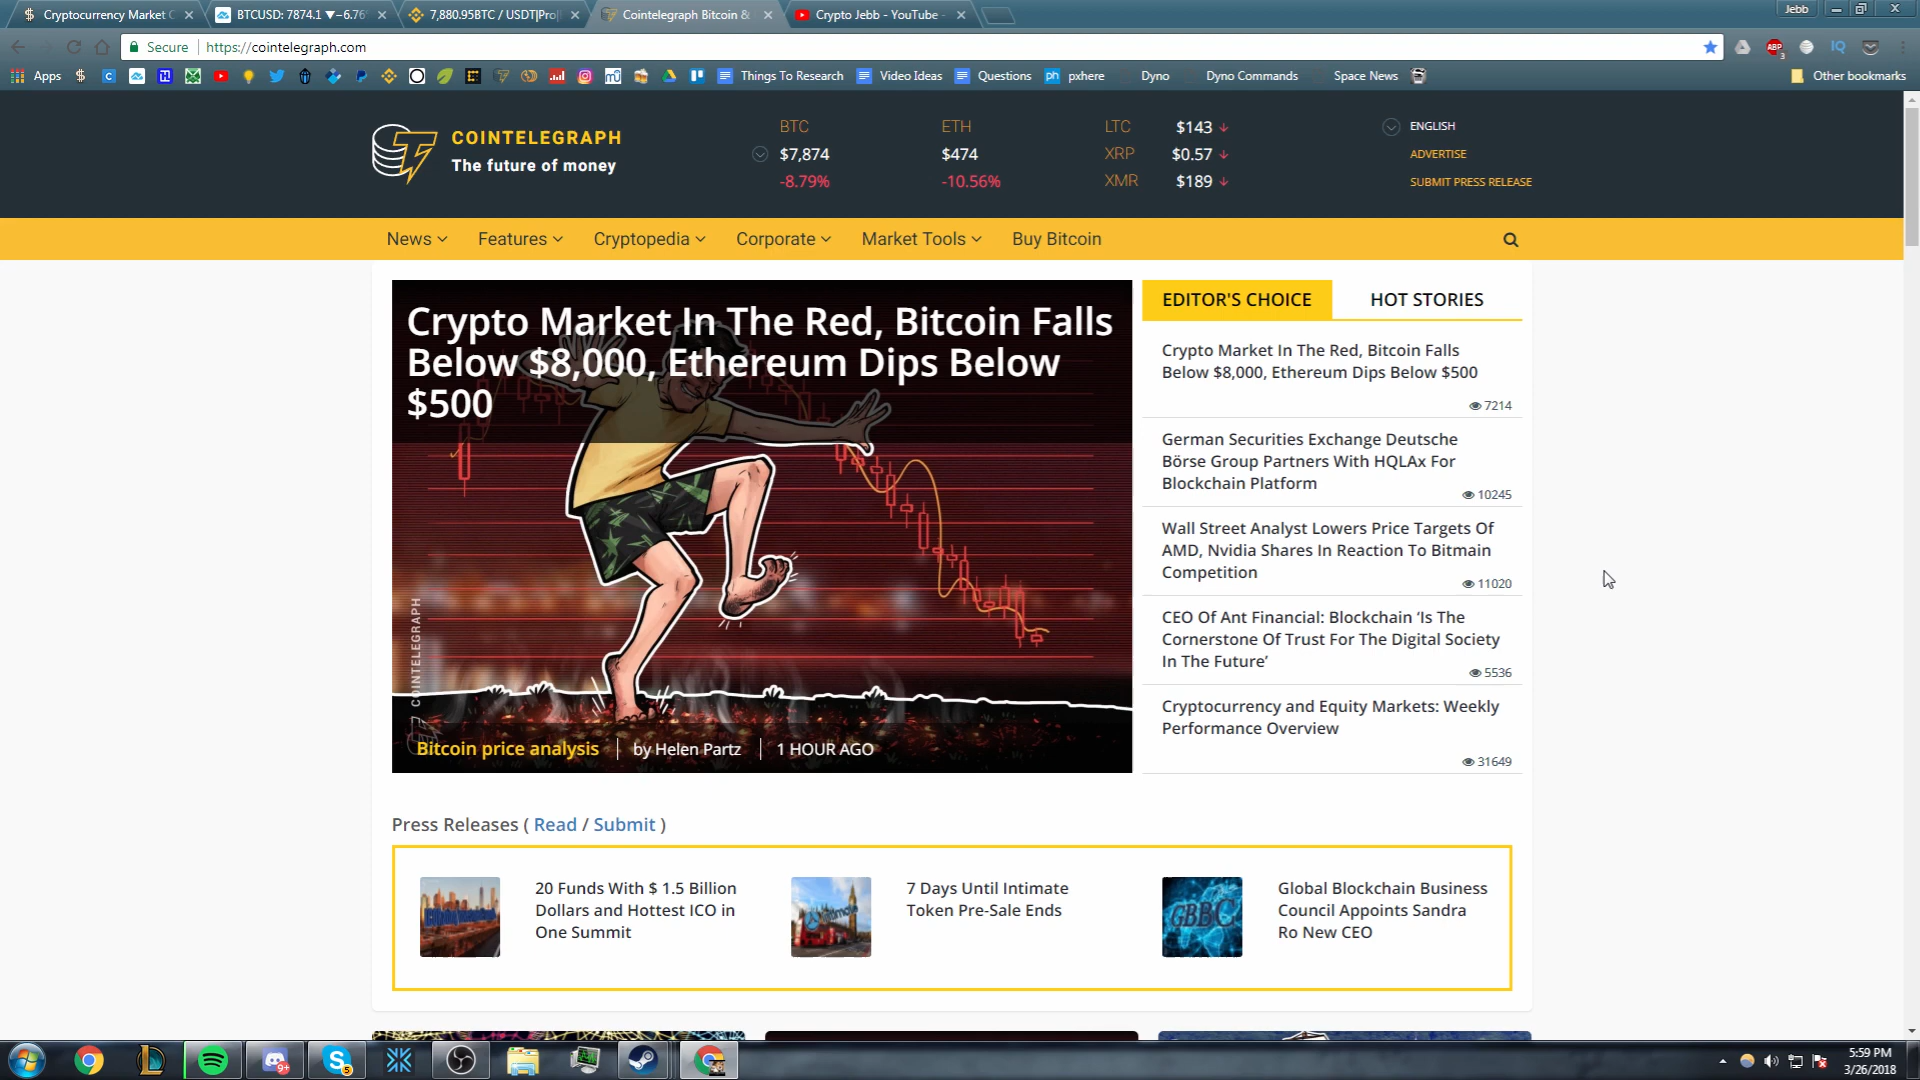 Cryptocurrency Market C
BTCUSD: 7874.1 ▼−6.76
7,880.95BTC / USDT|Pro|
Cointelegraph Bitcoin &
Crypto Jebb - YouTube -
Jebb
Secure
https://cointelegraph.com
ABP
3
IQ
Apps
Things To Research
Video Ideas
Questions
ph
pxhere
Dyno
Dyno Commands
Space News
Other bookmarks
COINTELEGRAPH
The future of money
BTC
$7,874
-8.79%
ETH
$474
-10.56%
LTC $143 ↓
XRP $0.57 ↓
XMR $189 ↓
ENGLISH
ADVERTISE
SUBMIT PRESS RELEASE
News
Features
Cryptopedia
Corporate
Market Tools
Buy Bitcoin
Crypto Market In The Red, Bitcoin Falls
Below $8,000, Ethereum Dips Below
$500
COINTELEGRAPH
Bitcoin price analysis
by Helen Partz
1 HOUR AGO
EDITOR'S CHOICE
HOT STORIES
Crypto Market In The Red, Bitcoin Falls
Below $8,000, Ethereum Dips Below $500
7214
German Securities Exchange Deutsche
Börse Group Partners With HQLAx For
Blockchain Platform
10245
Wall Street Analyst Lowers Price Targets Of
AMD, Nvidia Shares In Reaction To Bitmain
Competition
11020
CEO Of Ant Financial: Blockchain ‘Is The
Cornerstone Of Trust For The Digital Society
In The Future’
5536
Cryptocurrency and Equity Markets: Weekly
Performance Overview
31649
Press Releases ( Read / Submit )
20 Funds With $ 1.5 Billion
Dollars and Hottest ICO in
One Summit
7 Days Until Intimate
Token Pre-Sale Ends
GBBC
Global Blockchain Business
Council Appoints Sandra
Ro New CEO
9+
5
5:59 PM
3/26/2018